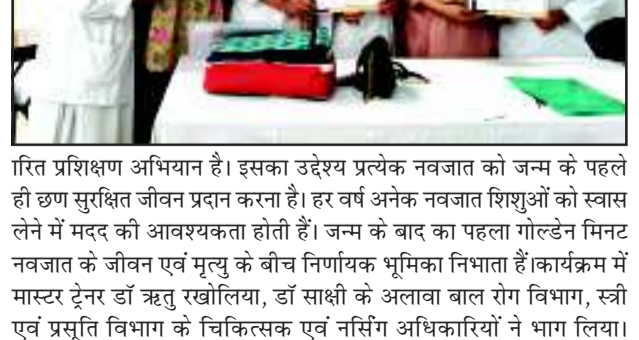 ारित प्रशिक्षण अभियान है। इसका उद्देश्य प्रत्येक नवजात को जन्म के पहले
ही छण सुरक्षित जीवन प्रदान करना है। हर वर्ष अनेक नवजात शिशुओं को स्वास
लेने में मदद की आवश्यकता होती हैं। जन्म के बाद का पहला गोल्डेन मिनट
नवजात के जीवन एवं मृत्यु के बीच निर्णायक भूमिका निभाता हैं।कार्यक्रम में
मास्टर ट्रेनर डॉ ऋतु रखोलिया, डॉ साक्षी के अलावा बाल रोग विभाग, स्त्री
एवं प्रसूति विभाग के चिकित्सक एवं नर्सिंग अधिकारियों ने भाग लिया।